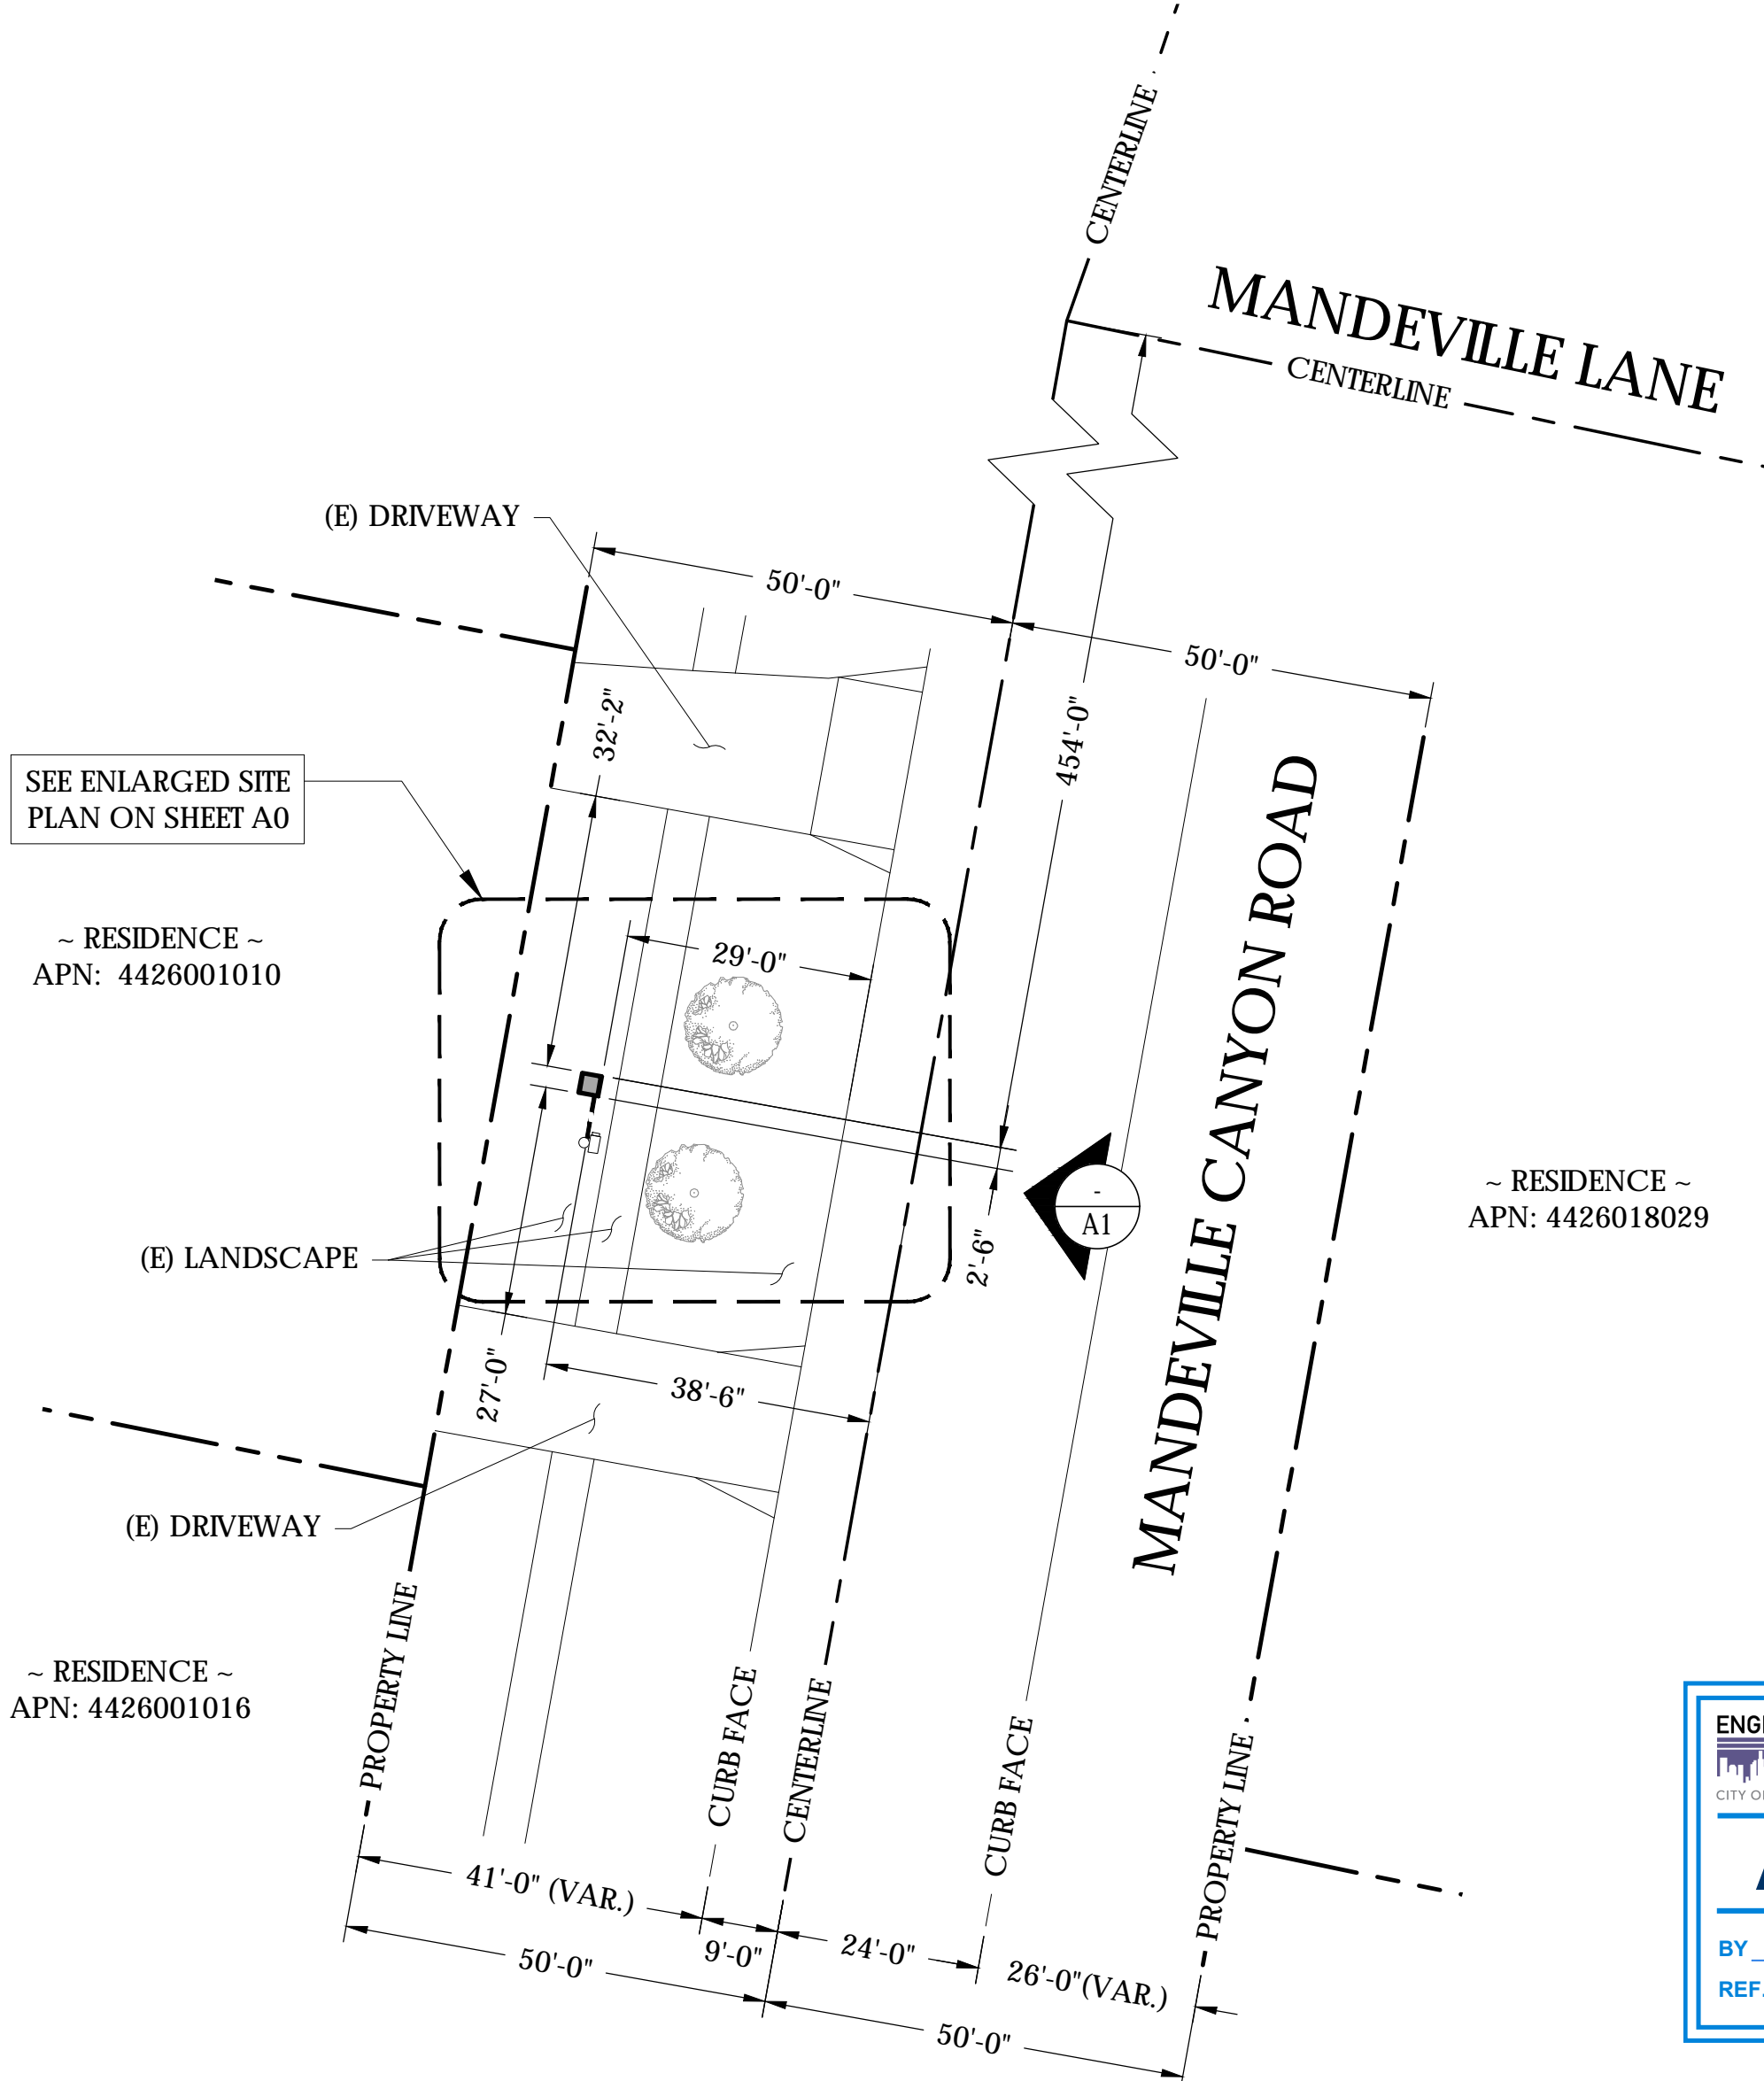 CENTERLINE
MANDEVILLE LANE
CENTERLINE
(E) DRIVEWAY
50'-0"
50'-0"
32'-2"
454'-0"
SEE ENLARGED SITE
PLAN ON SHEET A0
~ RESIDENCE ~
APN: 4426001010
29'-0"
MANDEVILLE CANYON ROAD
-
A1
~ RESIDENCE ~
APN: 4426018029
(E) LANDSCAPE
2'-6"
27'-0"
38'-6"
(E) DRIVEWAY
~ RESIDENCE ~
APN: 4426001016
PROPERTY LINE
CURB FACE
CENTERLINE
CURB FACE
PROPERTY LINE
41'-0" (VAR.)
9'-0"
24'-0"
26'-0"(VAR.)
50'-0"
50'-0"
CITY
BY
REF.